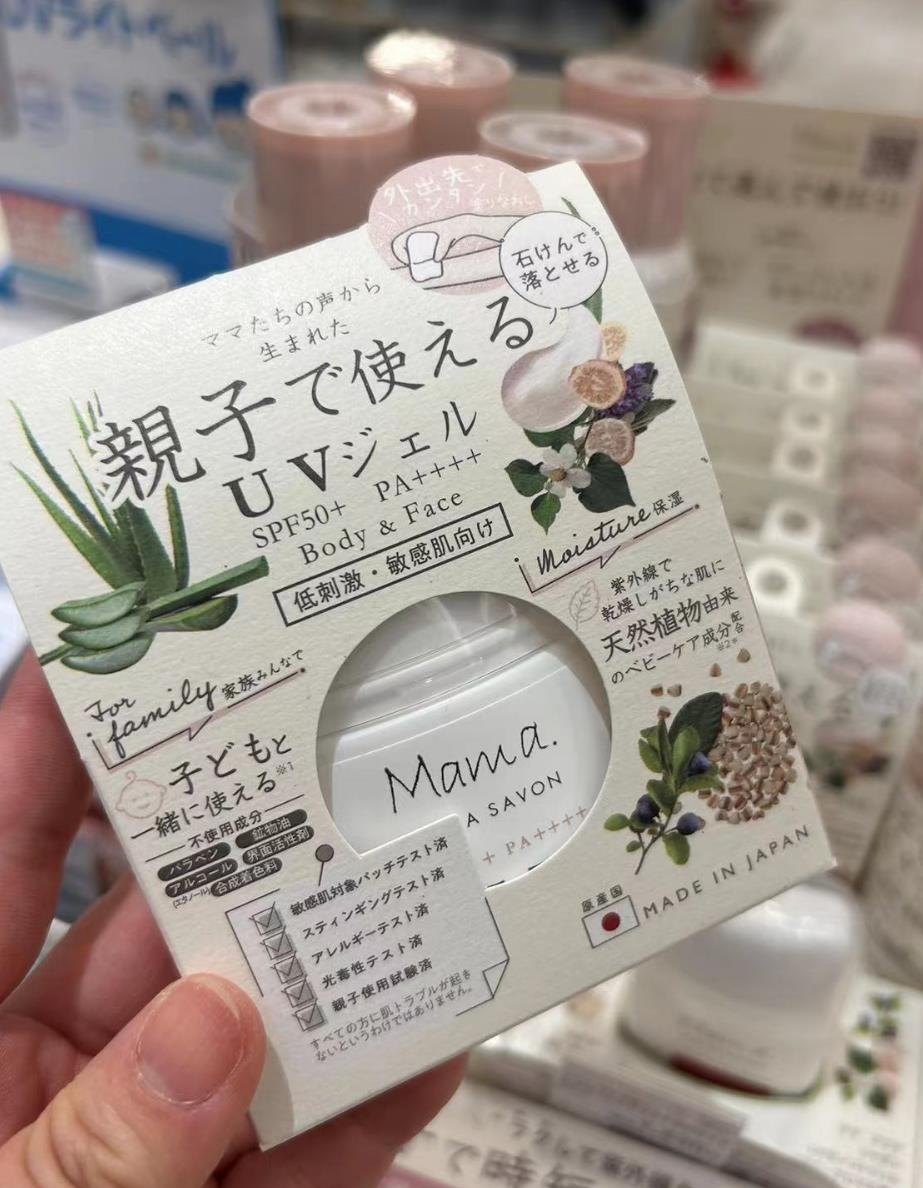 外出先で
カンタン
塗りなおし
石けんで
落とせる
ママたちの声から
生まれた
親子で使える
UVジェル
SPF50+ PA++++
Body & Face
低刺激・敏感肌向け
Moisture 保湿
紫外線で
乾燥しがちな肌に
天然植物由来
のベビーケア成分配合※2*
For family 家族みんなで
子どもと
一緒に使える※1
不使用成分
パラベン 鉱物油
アルコール 界面活性剤
(エタノール) 合成着色料
Mama.
A SAVON
+ PA++++
敏感肌対象パッチテスト済
スティンギングテスト済
アレルギーテスト済
光毒性テスト済
親子使用試験済
すべての方に肌トラブルが起き
ないというわけではありません。
原産国
MADE IN JAPAN